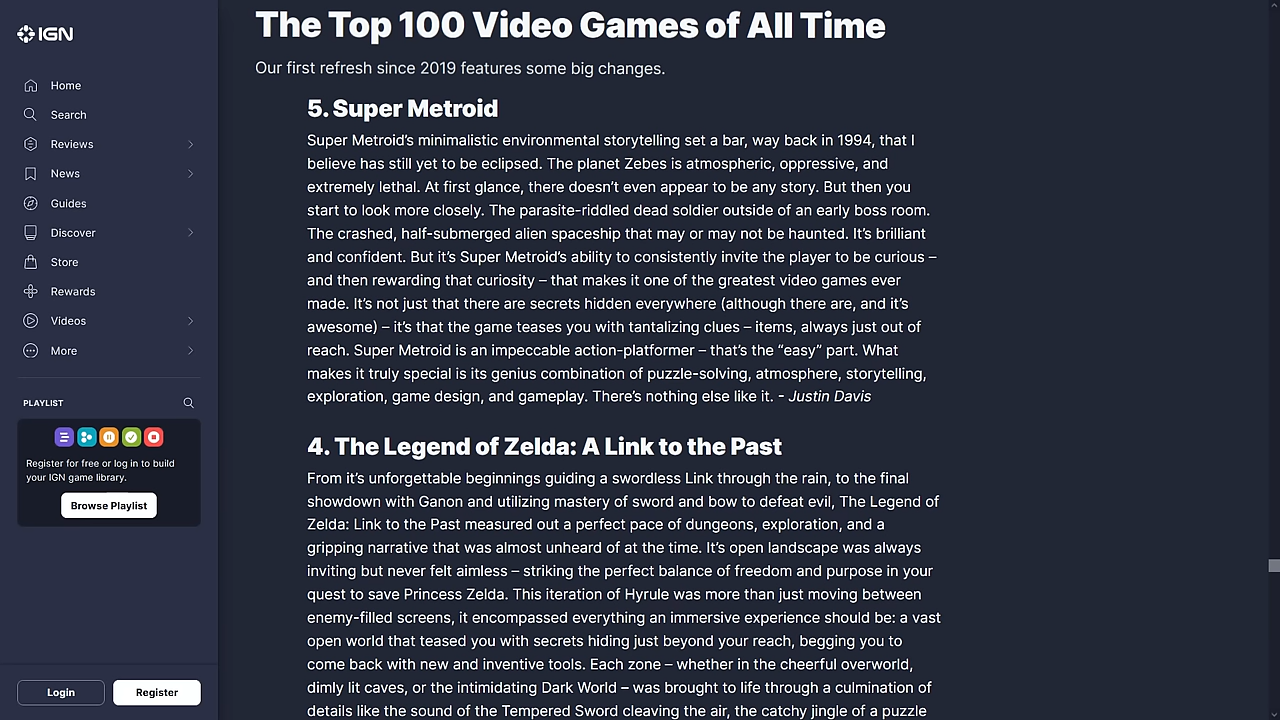 IGN
Home
Search
Reviews
News
Guides
Discover
Store
Rewards
Videos
More
PLAYLIST
Register for free or log in to build
your IGN game library.
Browse Playlist
Login
Register
The Top 100 Video Games of All Time
Our first refresh since 2019 features some big changes.
5. Super Metroid
Super Metroid’s minimalistic environmental storytelling set a bar, way back in 1994, that I
believe has still yet to be eclipsed. The planet Zebes is atmospheric, oppressive, and
extremely lethal. At first glance, there doesn’t even appear to be any story. But then you
start to look more closely. The parasite-riddled dead soldier outside of an early boss room.
The crashed, half-submerged alien spaceship that may or may not be haunted. It’s brilliant
and confident. But it’s Super Metroid’s ability to consistently invite the player to be curious –
and then rewarding that curiosity – that makes it one of the greatest video games ever
made. It’s not just that there are secrets hidden everywhere (although there are, and it’s
awesome) – it’s that the game teases you with tantalizing clues – items, always just out of
reach. Super Metroid is an impeccable action-platformer – that’s the “easy” part. What
makes it truly special is its genius combination of puzzle-solving, atmosphere, storytelling,
exploration, game design, and gameplay. There’s nothing else like it. - Justin Davis
4. The Legend of Zelda: A Link to the Past
From it’s unforgettable beginnings guiding a swordless Link through the rain, to the final
showdown with Ganon and utilizing mastery of sword and bow to defeat evil, The Legend of
Zelda: Link to the Past measured out a perfect pace of dungeons, exploration, and a
gripping narrative that was almost unheard of at the time. It’s open landscape was always
inviting but never felt aimless – striking the perfect balance of freedom and purpose in your
quest to save Princess Zelda. This iteration of Hyrule was more than just moving between
enemy-filled screens, it encompassed everything an immersive experience should be: a vast
open world that teased you with secrets hiding just beyond your reach, begging you to
come back with new and inventive tools. Each zone – whether in the cheerful overworld,
dimly lit caves, or the intimidating Dark World – was brought to life through a culmination of
details like the sound of the Tempered Sword cleaving the air, the catchy jingle of a puzzle